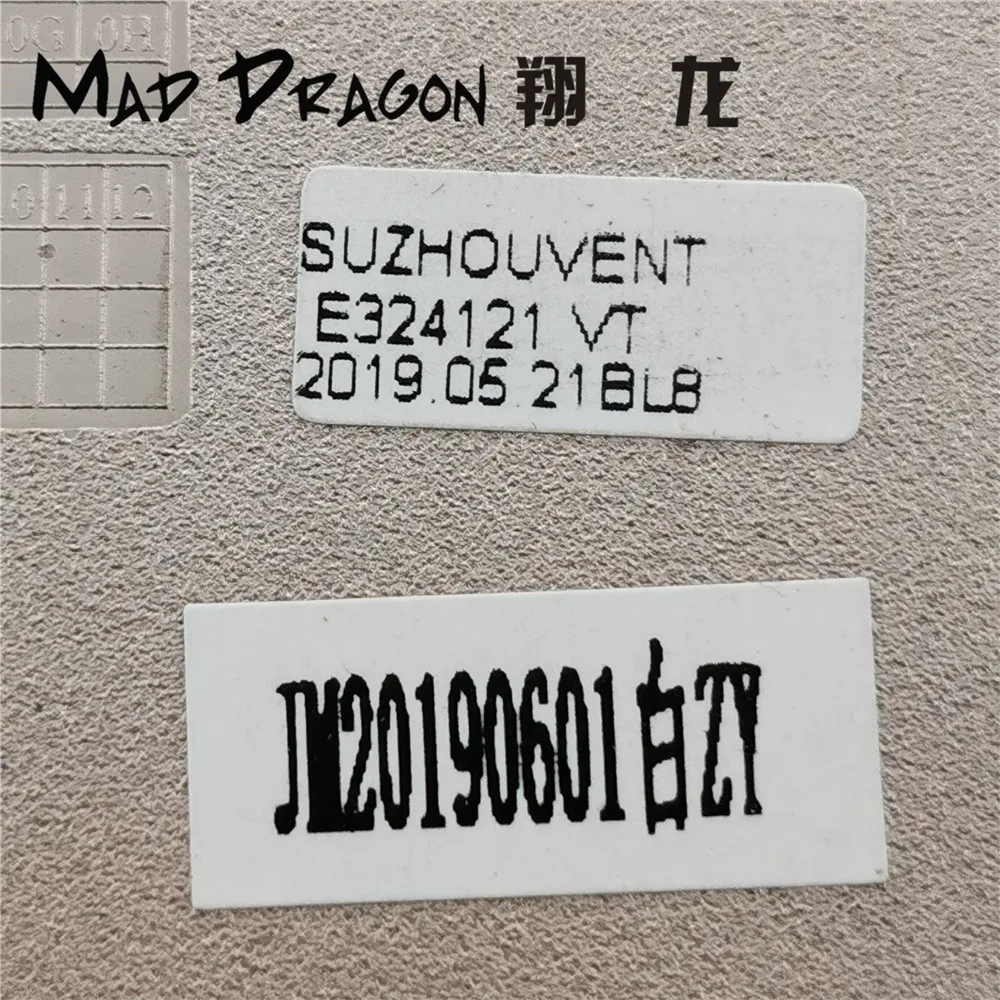 0G 0H
MAD DRAGON 翔 龙
0 11 12
SUZHOUVENT
E324121 VT
2019.05 21BL8
JM20190601白ZY